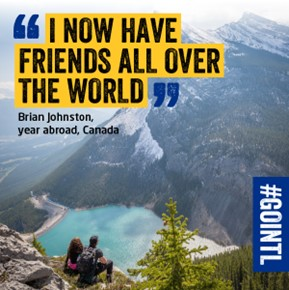 “ I NOW HAVE
FRIENDS ALL OVER
THE WORLD ”
Brian Johnston,
year abroad, Canada
#GOINTL